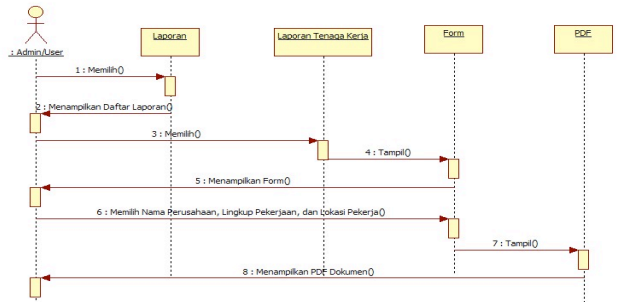 : Admin/User
Laporan
Laporan Tenaga Kerja
Form
PDF
1 : Memilih()
2 : Menampilkan Daftar Laporan()
3 : Memilih()
4 : Tampil()
5 : Menampilkan Form()
6 : Memilih Nama Perusahaan, Lingkup Pekerjaan, dan Lokasi Pekerja()
7 : Tampil()
8 : Menampilkan PDF Dokumen()